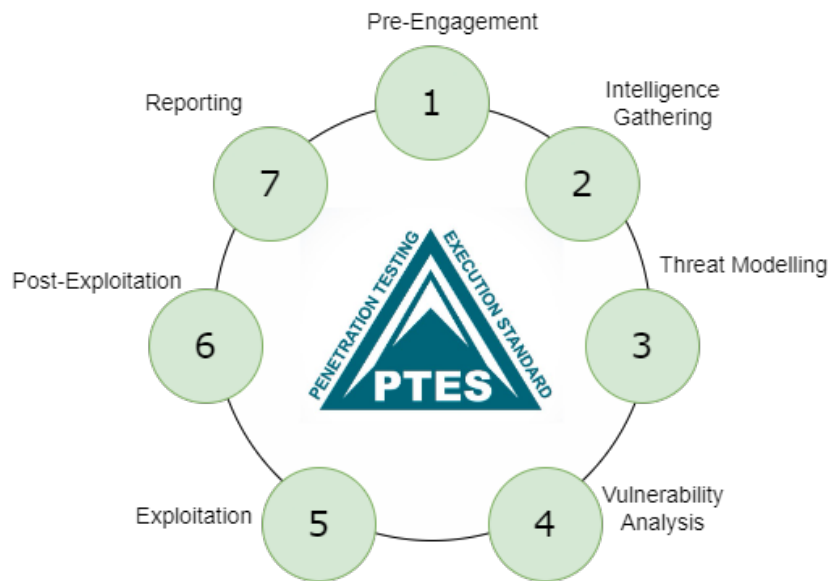 Pre-Engagement
1
Intelligence
Gathering
2
Threat Modelling
3
Vulnerability
Analysis
4
Exploitation
5
Post-Exploitation
6
Reporting
7
PENETRATION TESTING
EXECUTION STANDARD
PTES